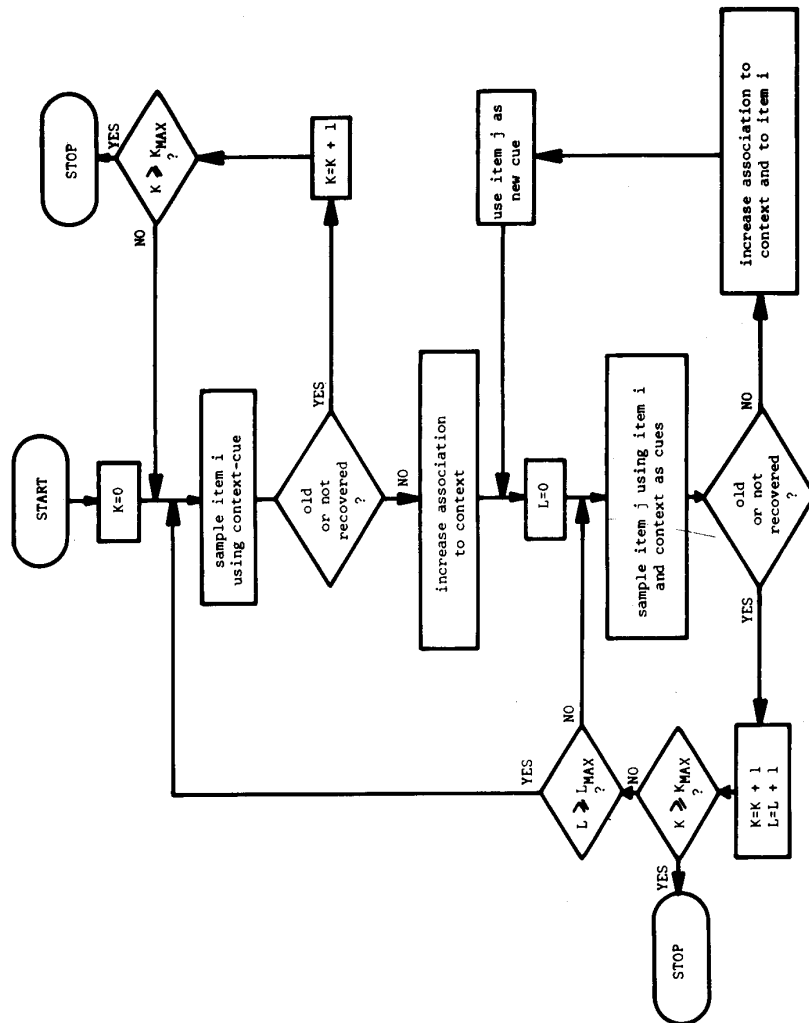 START
K=0
sample item i
using context-cue
old
or not
recovered
?
YES
K=K + 1
K ⩾ KMAX
?
YES
STOP
NO
NO
increase association
to context
L=0
sample item j using item i
and context as cues
old
or not
recovered
?
NO
increase association to
context and to item i
use item j as
new cue
YES
K=K + 1
L=L + 1
K ⩾ KMAX
?
YES
STOP
NO
L ⩾ LMAX
?
NO
YES